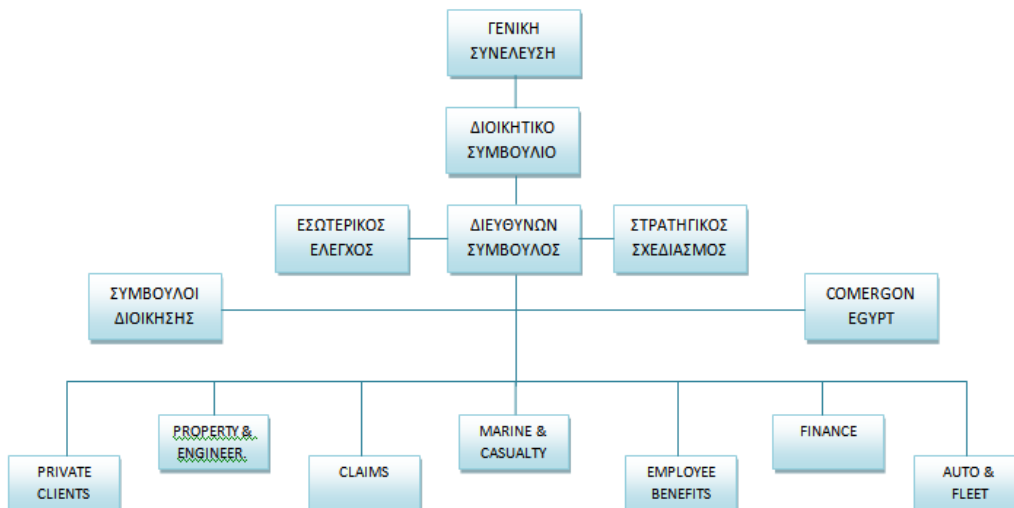 ΓΕΝΙΚΗ
ΣΥΝΕΛΕΥΣΗ
ΔΙΟΙΚΗΤΙΚΟ
ΣΥΜΒΟΥΛΙΟ
ΕΣΩΤΕΡΙΚΟΣ
ΕΛΕΓΧΟΣ
ΔΙΕΥΘΥΝΩΝ
ΣΥΜΒΟΥΛΟΣ
ΣΤΡΑΤΗΓΙΚΟΣ
ΣΧΕΔΙΑΣΜΟΣ
ΣΥΜΒΟΥΛΟΙ
ΔΙΟΙΚΗΣΗΣ
COMERGON
EGYPT
PRIVATE
CLIENTS
PROPERTY &
ENGINEER.
CLAIMS
MARINE &
CASUALTY
EMPLOYEE
BENEFITS
FINANCE
AUTO &
FLEET